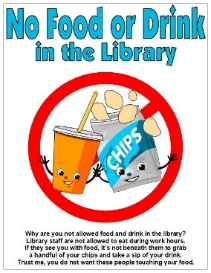 No Food or Drink
in the Library
CHIPS
Why are you not allowed food and drink in the library?
Library staff are not allowed to eat during work hours.
If they see you with food, it's not beneath them to grab
a handful of your chips and take a sip of your drink.
Trust me, you do not want these people touching your food.